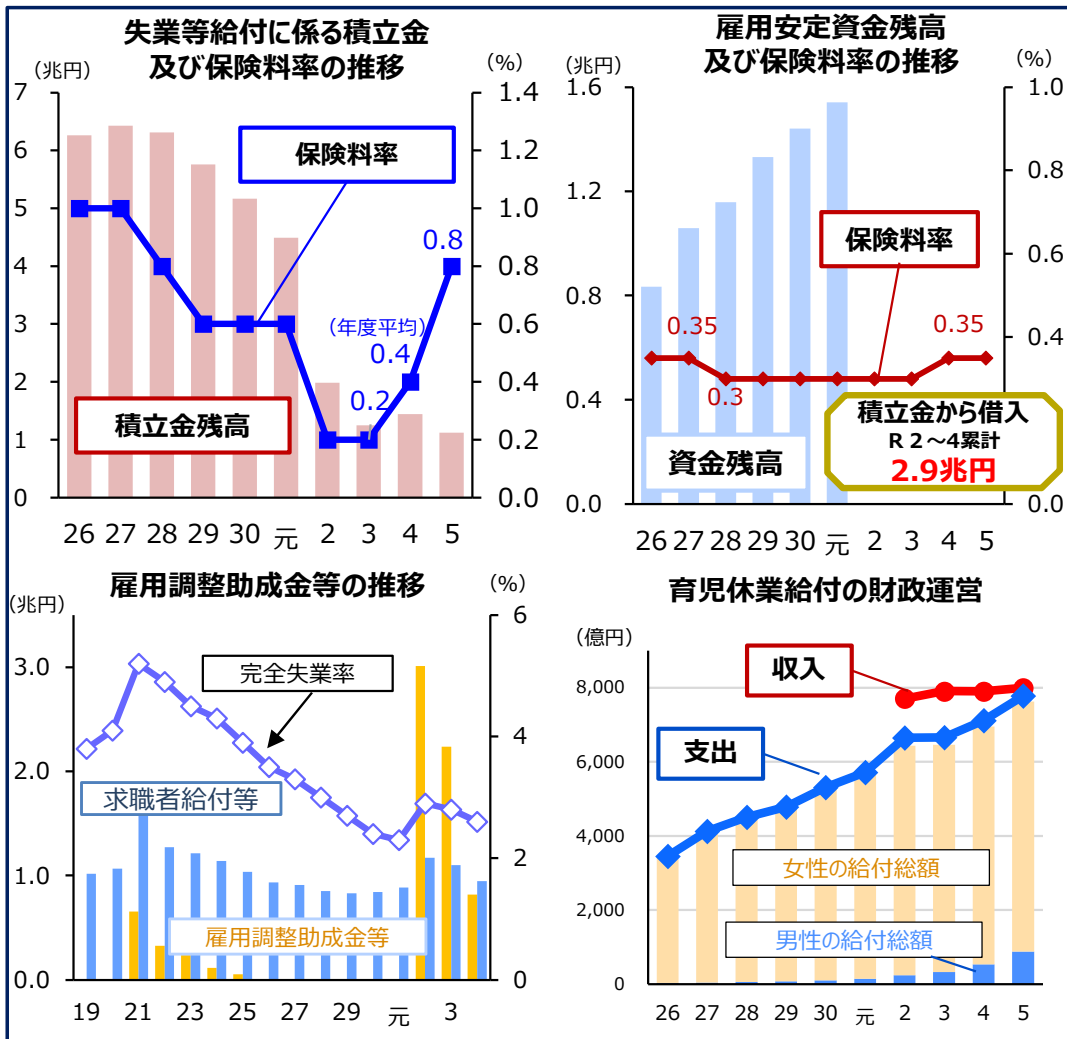 失業等給付に係る積立金
及び保険料率の推移
（兆円）
（%）
7
6
5
4
3
2
1
0
1.4
1.2
1.0
0.8
0.6
0.4
0.2
0.0
保険料率
（年度平均）
0.8
0.4
0.2
積立金残高
26 27 28 29 30 元 2 3 4 5
雇用安定資金残高
及び保険料率の推移
（兆円）
（%）
1.6
1.2
0.8
0.4
0.0
1.0
0.8
0.6
0.4
0.2
0.0
保険料率
0.35
0.3
0.35
資金残高
積立金から借入
R 2～4累計
2.9兆円
26 27 28 29 30 元 2 3 4 5
雇用調整助成金等の推移
（兆円）
（%）
3.0
2.0
1.0
0.0
6
4
2
0
完全失業率
求職者給付等
雇用調整助成金等
19 21 23 25 27 29 元 3
育児休業給付の財政運営
（億円）
8,000
6,000
4,000
2,000
0
収入
支出
女性の給付総額
男性の給付総額
26 27 28 29 30 元 2 3 4 5